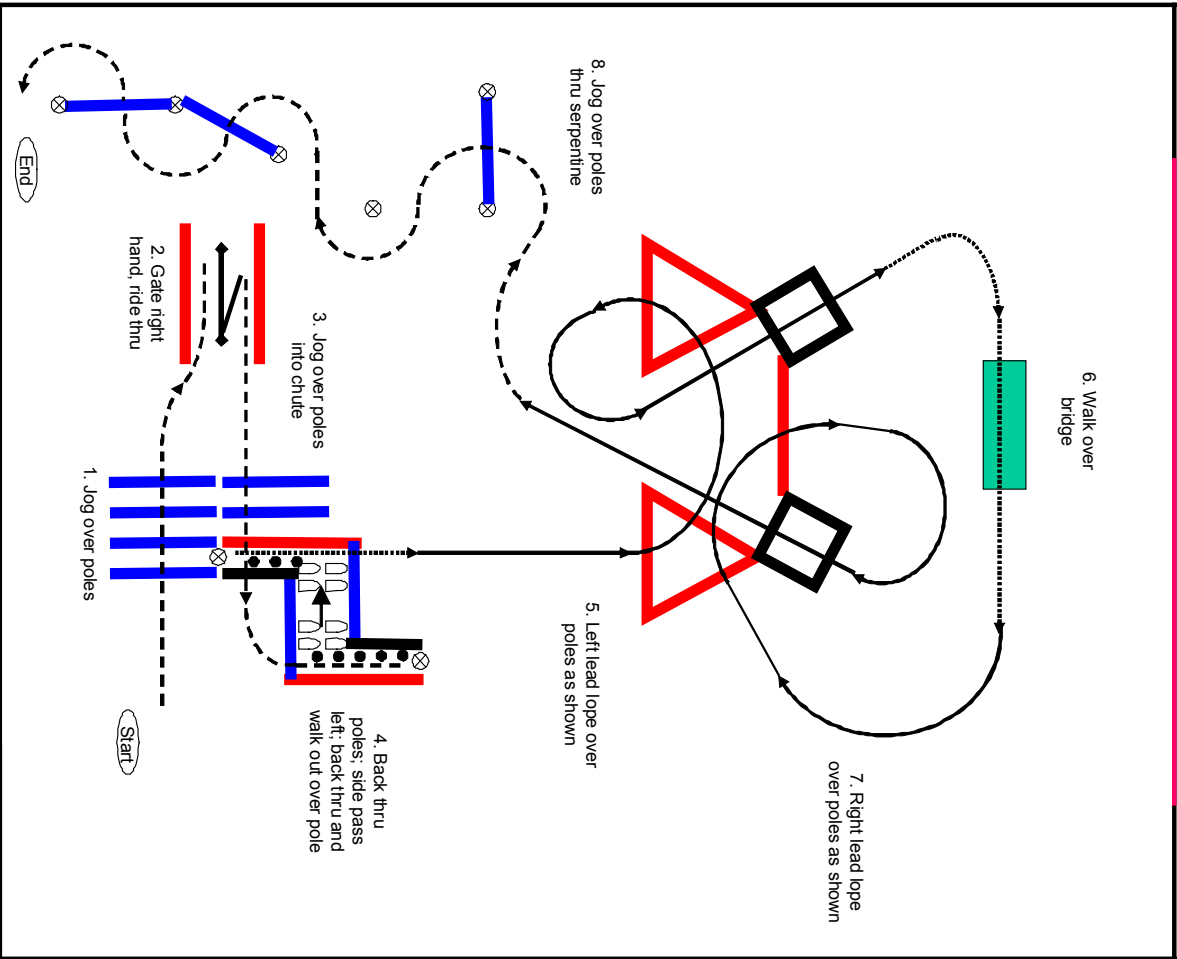 Start
1. Jog over poles
2. Gate right
hand, ride thru
3. Jog over poles
into chute
4. Back thru
poles; side pass
left; back thru and
walk out over pole
5. Left lead lope over
poles as shown
6. Walk over
bridge
7. Right lead lope
over poles as shown
8. Jog over poles
thru serpentine
End